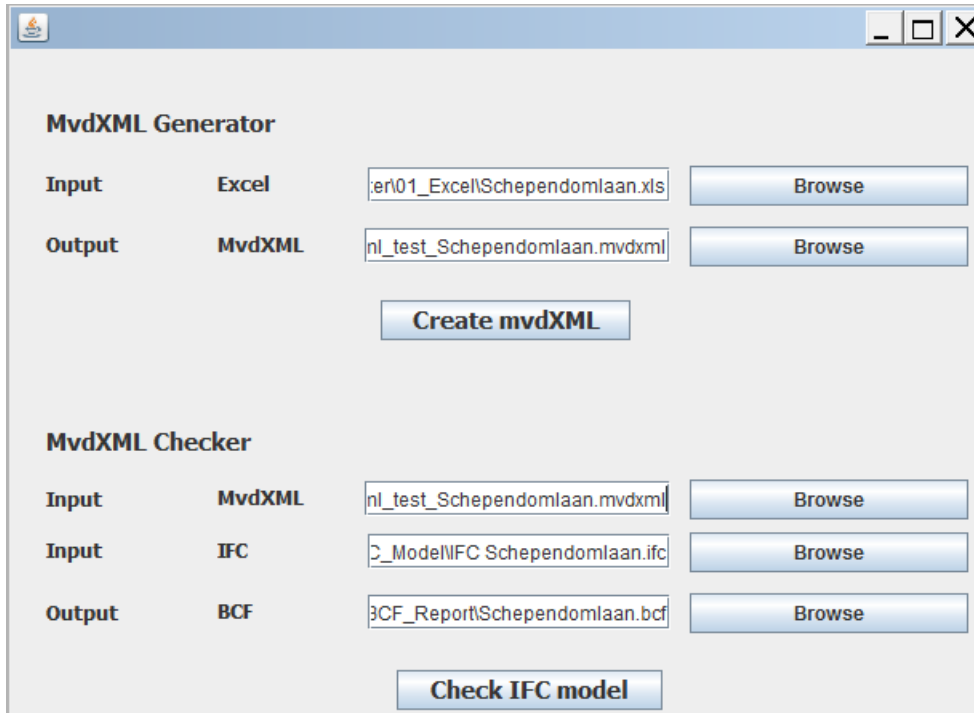 MvdXML Generator
Input Excel :er\01_Excel\Schependomlaan.xls Browse
Output MvdXML nl_test_Schependomlaan.mvdxml Browse
Create mvdXML
MvdXML Checker
Input MvdXML nl_test_Schependomlaan.mvdxml Browse
Input IFC C_Model\IFC Schependomlaan.ifc Browse
Output BCF BCF_Report\Schependomlaan.bcf Browse
Check IFC model